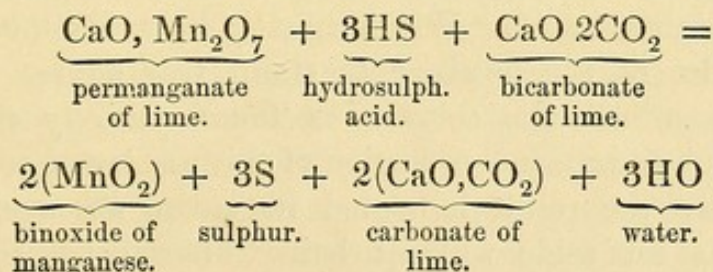 CaO, Mn₂O₇ + 3HS + CaO 2CO₂ =
permanganate hydrosulph. bicarbonate
of lime. acid. of lime.
2(MnO₂) + 3S + 2(CaO,CO₂) + 3HO
binoxide of sulphur. carbonate of water.
manganese. lime.